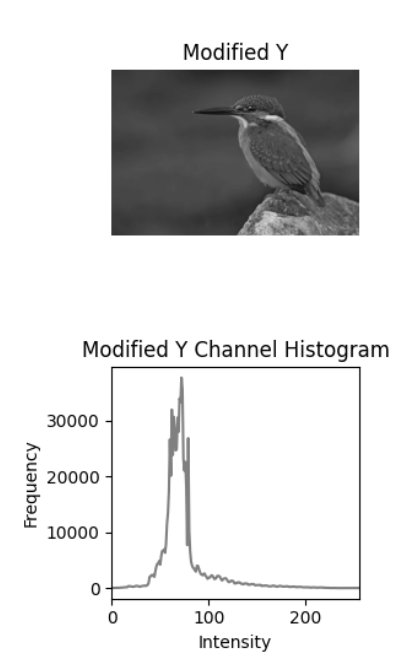 Modified Y
Modified Y Channel Histogram
Frequency
30000
20000
10000
0
0 100 200
Intensity